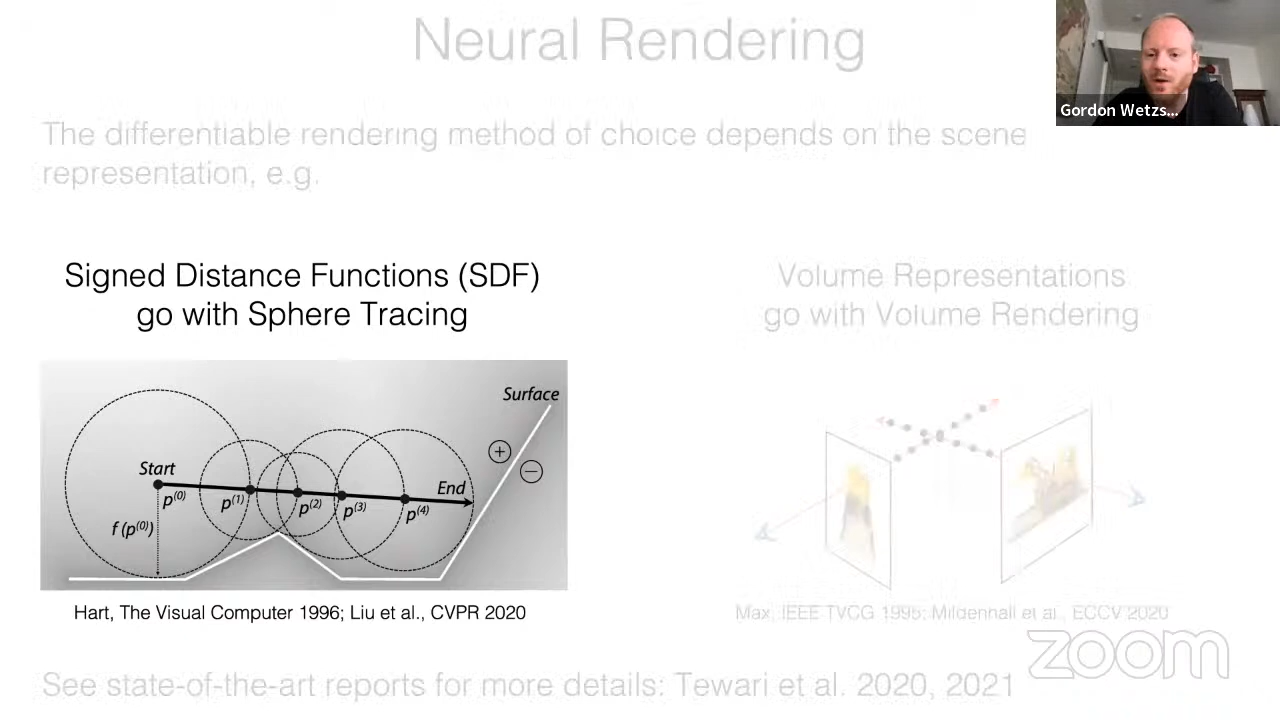 Neural Rendering
Gordon Wetzs...
The differentiable rendering method of choice depends on the scene
representation, e.g.
Signed Distance Functions (SDF)
go with Sphere Tracing
Volume Representations
go with Volume Rendering
Surface
+
−
Start
End
p(0)
p(1)
p(2)
p(3)
p(4)
f (p(0))
Hart, The Visual Computer 1996; Liu et al., CVPR 2020
Max, IEEE TVCG 1995; Mildenhall et al., ECCV 2020
zoom
See state-of-the-art reports for more details: Tewari et al. 2020, 2021